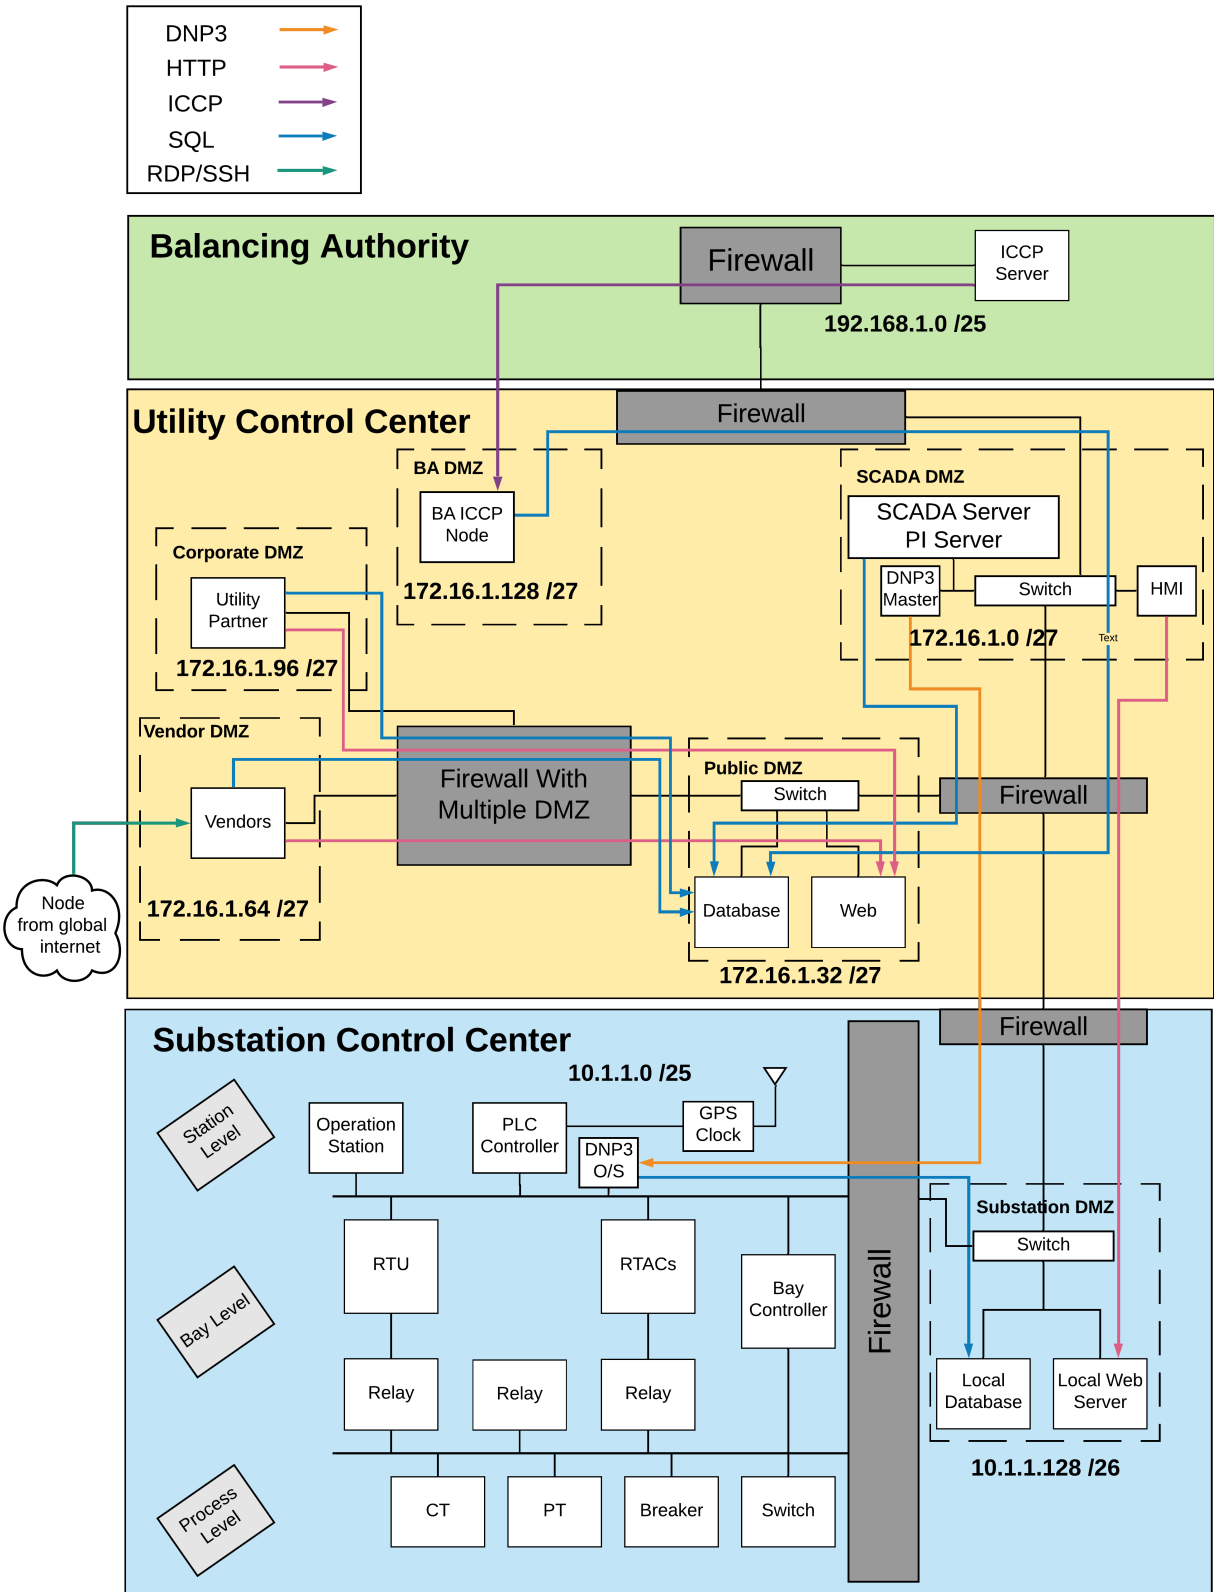 DNP3
HTTP
ICCP
SQL
RDP/SSH
Balancing Authority
Firewall
ICCP
Server
192.168.1.0 /25
Utility Control Center
Firewall
BA DMZ
BA ICCP
Node
172.16.1.128 /27
SCADA DMZ
SCADA Server
PI Server
DNP3
Master
Switch
HMI
172.16.1.0 /27
Text
Corporate DMZ
Utility
Partner
172.16.1.96 /27
Vendor DMZ
Vendors
172.16.1.64 /27
Node
from global
internet
Firewall With
Multiple DMZ
Public DMZ
Switch
Database
Web
172.16.1.32 /27
Firewall
Substation Control Center
Firewall
10.1.1.0 /25
Station
Level
Operation
Station
PLC
Controller
GPS
Clock
DNP3
O/S
RTU
RTACs
Bay
Controller
Bay Level
Relay
Relay
Relay
Process
Level
CT
PT
Breaker
Switch
Firewall
Substation DMZ
Switch
Local
Database
Local Web
Server
10.1.1.128 /26